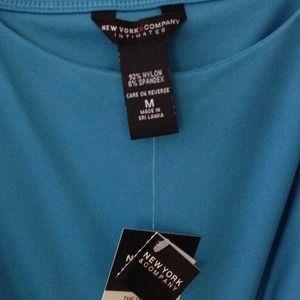 NEW YORK & COMPANY
INTIMATES
92% NYLON
8% SPANDEX
CARE ON REVERSE
M
MADE IN
SRI LANKA
NEW YORK
& COMPANY